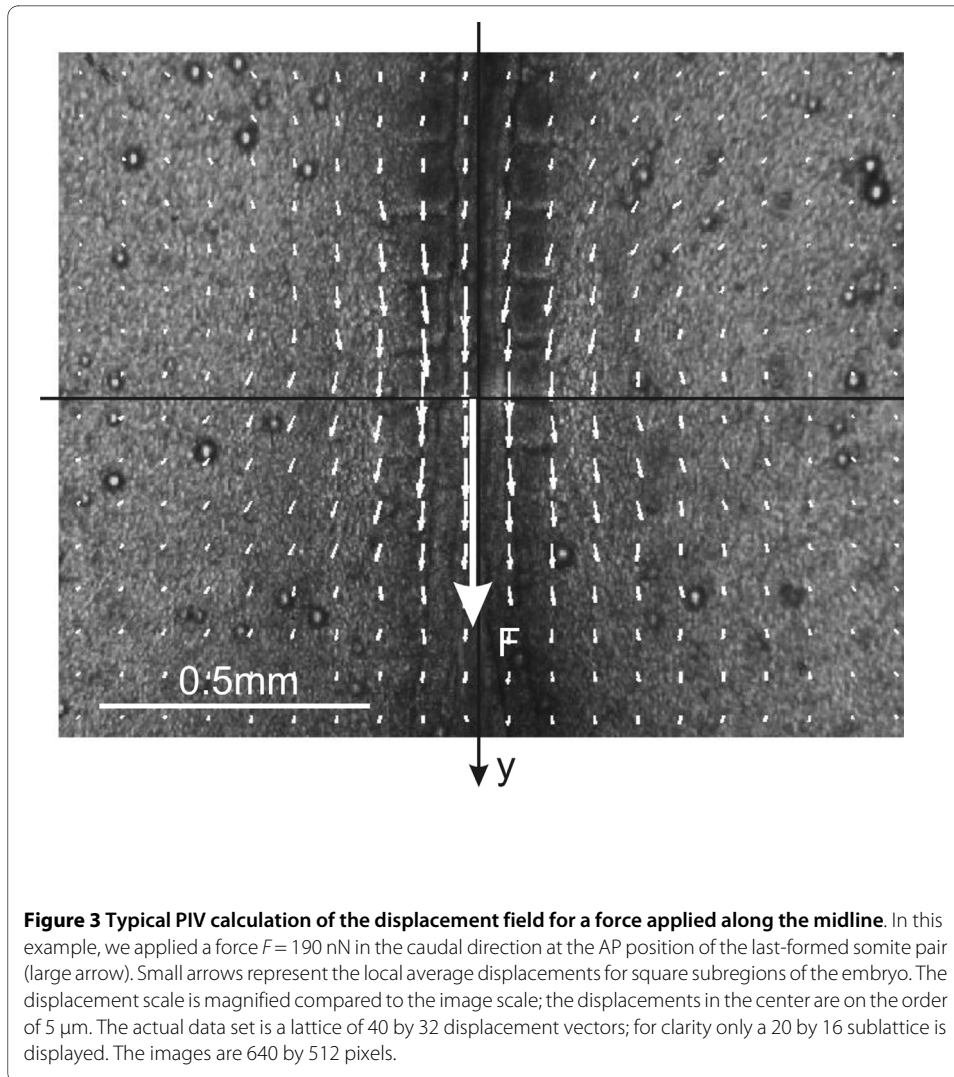 F
0.5mm
y
Figure 3 Typical PIV calculation of the displacement field for a force applied along the midline. In this
example, we applied a force F = 190 nN in the caudal direction at the AP position of the last-formed somite pair
(large arrow). Small arrows represent the local average displacements for square subregions of the embryo. The
displacement scale is magnified compared to the image scale; the displacements in the center are on the order
of 5 μm. The actual data set is a lattice of 40 by 32 displacement vectors; for clarity only a 20 by 16 sublattice is
displayed. The images are 640 by 512 pixels.